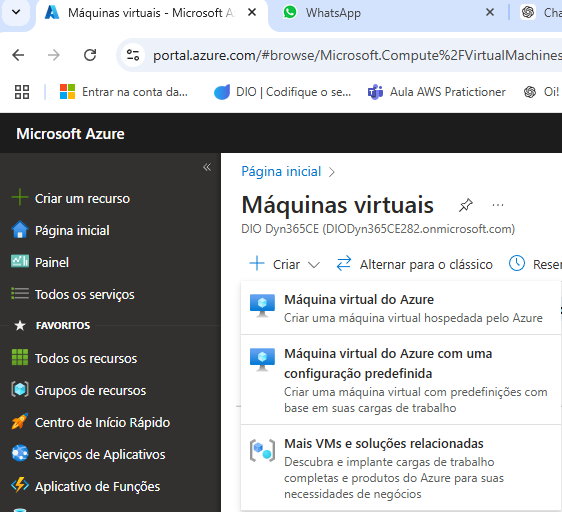 Máquinas virtuais - Microsoft A
WhatsApp
Cha
portal.azure.com/#browse/Microsoft.Compute%2FVirtualMachines
Entrar na conta da...
DIO | Codifique o se...
Aula AWS Pratictioner
Oi!
Microsoft Azure
Criar um recurso
Página inicial
Painel
Todos os serviços
FAVORITOS
Todos os recursos
Grupos de recursos
Centro de Início Rápido
Serviços de Aplicativos
Aplicativo de Funções
Página inicial
Máquinas virtuais
DIO Dyn365CE (DIODyn365CE282.onmicrosoft.com)
Criar
Alternar para o clássico
Reser
Máquina virtual do Azure
Criar uma máquina virtual hospedada pelo Azure
Máquina virtual do Azure com uma
configuração predefinida
Criar uma máquina virtual com predefinições com
base em suas cargas de trabalho
Mais VMs e soluções relacionadas
Descubra e implante cargas de trabalho
completas e produtos do Azure para suas
necessidades de negócios